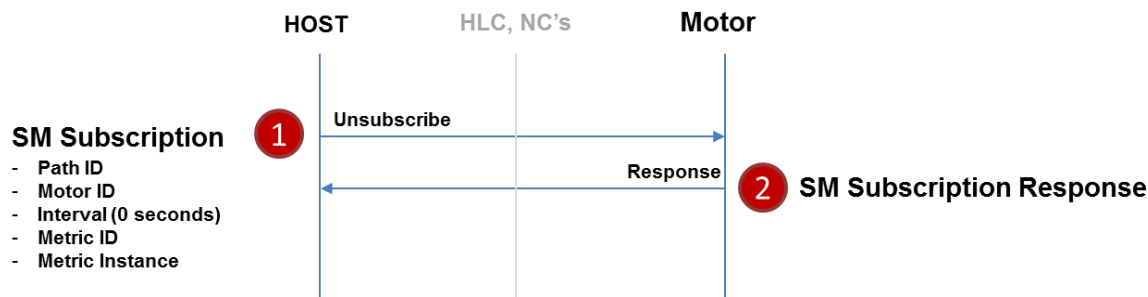 HOST
HLC, NC's
Motor
1
Unsubscribe
SM Subscription
- Path ID
- Motor ID
- Interval (0 seconds)
- Metric ID
- Metric Instance
Response
2
SM Subscription Response